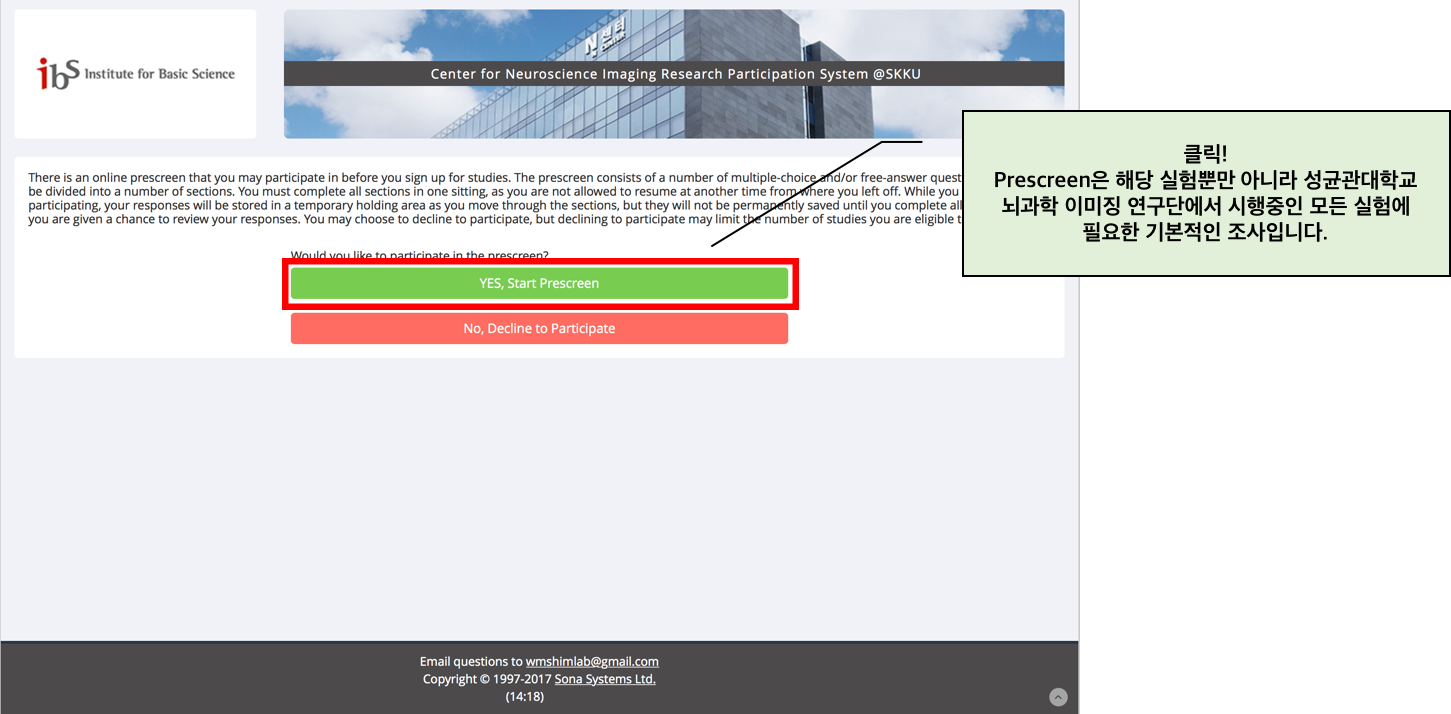 ibs Institute for Basic Science
N센터
CENTER
Center for Neuroscience Imaging Research Participation System @SKKU
There is an online prescreen that you may participate in before you sign up for studies. The prescreen consists of a number of multiple-choice and/or free-answer quest
be divided into a number of sections. You must complete all sections in one sitting, as you are not allowed to resume at another time from where you left off. While you
participating, your responses will be stored in a temporary holding area as you move through the sections, but they will not be permanently saved until you complete all
you are given a chance to review your responses. You may choose to decline to participate, but declining to participate may limit the number of studies you are eligible t
클릭!
Prescreen은 해당 실험뿐만 아니라 성균관대학교
뇌과학 이미징 연구단에서 시행중인 모든 실험에
필요한 기본적인 조사입니다.
Would you like to participate in the prescreen?
YES, Start Prescreen
No, Decline to Participate
Email questions to wmshimlab@gmail.com
Copyright © 1997-2017 Sona Systems Ltd.
(14:18)